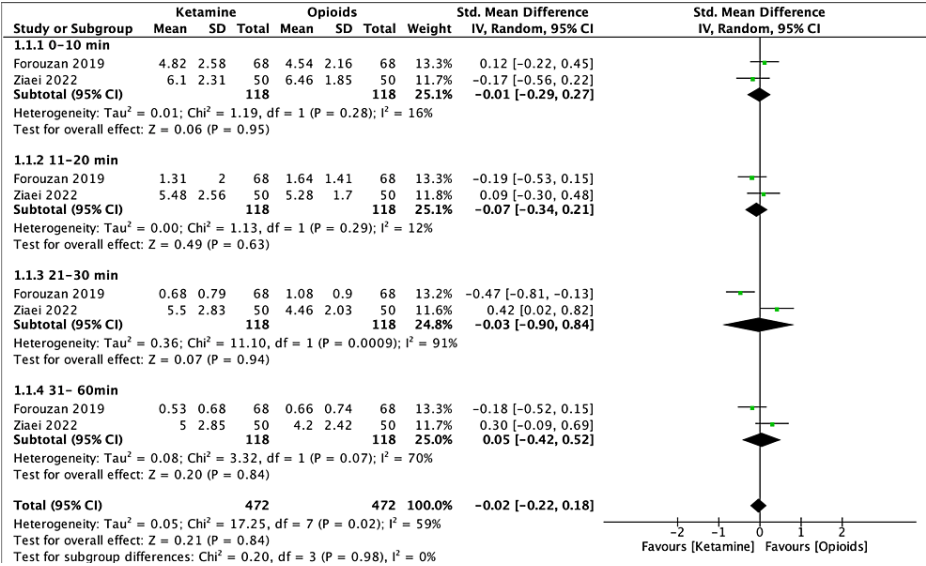 Ketamine Opioids Std. Mean Difference Std. Mean Difference
Study or Subgroup Mean SD Total Mean SD Total Weight IV, Random, 95% CI IV, Random, 95% CI
1.1.1 0-10 min
Forouzan 2019 4.82 2.58 68 4.54 2.16 68 13.3% 0.12 [-0.22, 0.45]
Ziaei 2022 6.1 2.31 50 6.46 1.85 50 11.7% -0.17 [-0.56, 0.22]
Subtotal (95% CI) 118 118 25.1% -0.01 [-0.29, 0.27]
Heterogeneity: Tau² = 0.01; Chi² = 1.19, df = 1 (P = 0.28); I² = 16%
Test for overall effect: Z = 0.06 (P = 0.95)
1.1.2 11-20 min
Forouzan 2019 1.31 2 68 1.64 1.41 68 13.3% -0.19 [-0.53, 0.15]
Ziaei 2022 5.48 2.56 50 5.28 1.7 50 11.8% 0.09 [-0.30, 0.48]
Subtotal (95% CI) 118 118 25.1% -0.07 [-0.34, 0.21]
Heterogeneity: Tau² = 0.00; Chi² = 1.13, df = 1 (P = 0.29); I² = 12%
Test for overall effect: Z = 0.49 (P = 0.63)
1.1.3 21-30 min
Forouzan 2019 0.68 0.79 68 1.08 0.9 68 13.2% -0.47 [-0.81, -0.13]
Ziaei 2022 5.5 2.83 50 4.46 2.03 50 11.6% 0.42 [0.02, 0.82]
Subtotal (95% CI) 118 118 24.8% -0.03 [-0.90, 0.84]
Heterogeneity: Tau² = 0.36; Chi² = 11.10, df = 1 (P = 0.0009); I² = 91%
Test for overall effect: Z = 0.07 (P = 0.94)
1.1.4 31- 60min
Forouzan 2019 0.53 0.68 68 0.66 0.74 68 13.3% -0.18 [-0.52, 0.15]
Ziaei 2022 5 2.85 50 4.2 2.42 50 11.7% 0.30 [-0.09, 0.69]
Subtotal (95% CI) 118 118 25.0% 0.05 [-0.42, 0.52]
Heterogeneity: Tau² = 0.08; Chi² = 3.32, df = 1 (P = 0.07); I² = 70%
Test for overall effect: Z = 0.20 (P = 0.84)
Total (95% CI) 472 472 100.0% -0.02 [-0.22, 0.18]
Heterogeneity: Tau² = 0.05; Chi² = 17.25, df = 7 (P = 0.02); I² = 59%
Test for overall effect: Z = 0.21 (P = 0.84)
Test for subgroup differences: Chi² = 0.20, df = 3 (P = 0.98), I² = 0%
-2 -1 0 1 2
Favours [Ketamine] Favours [Opioids]